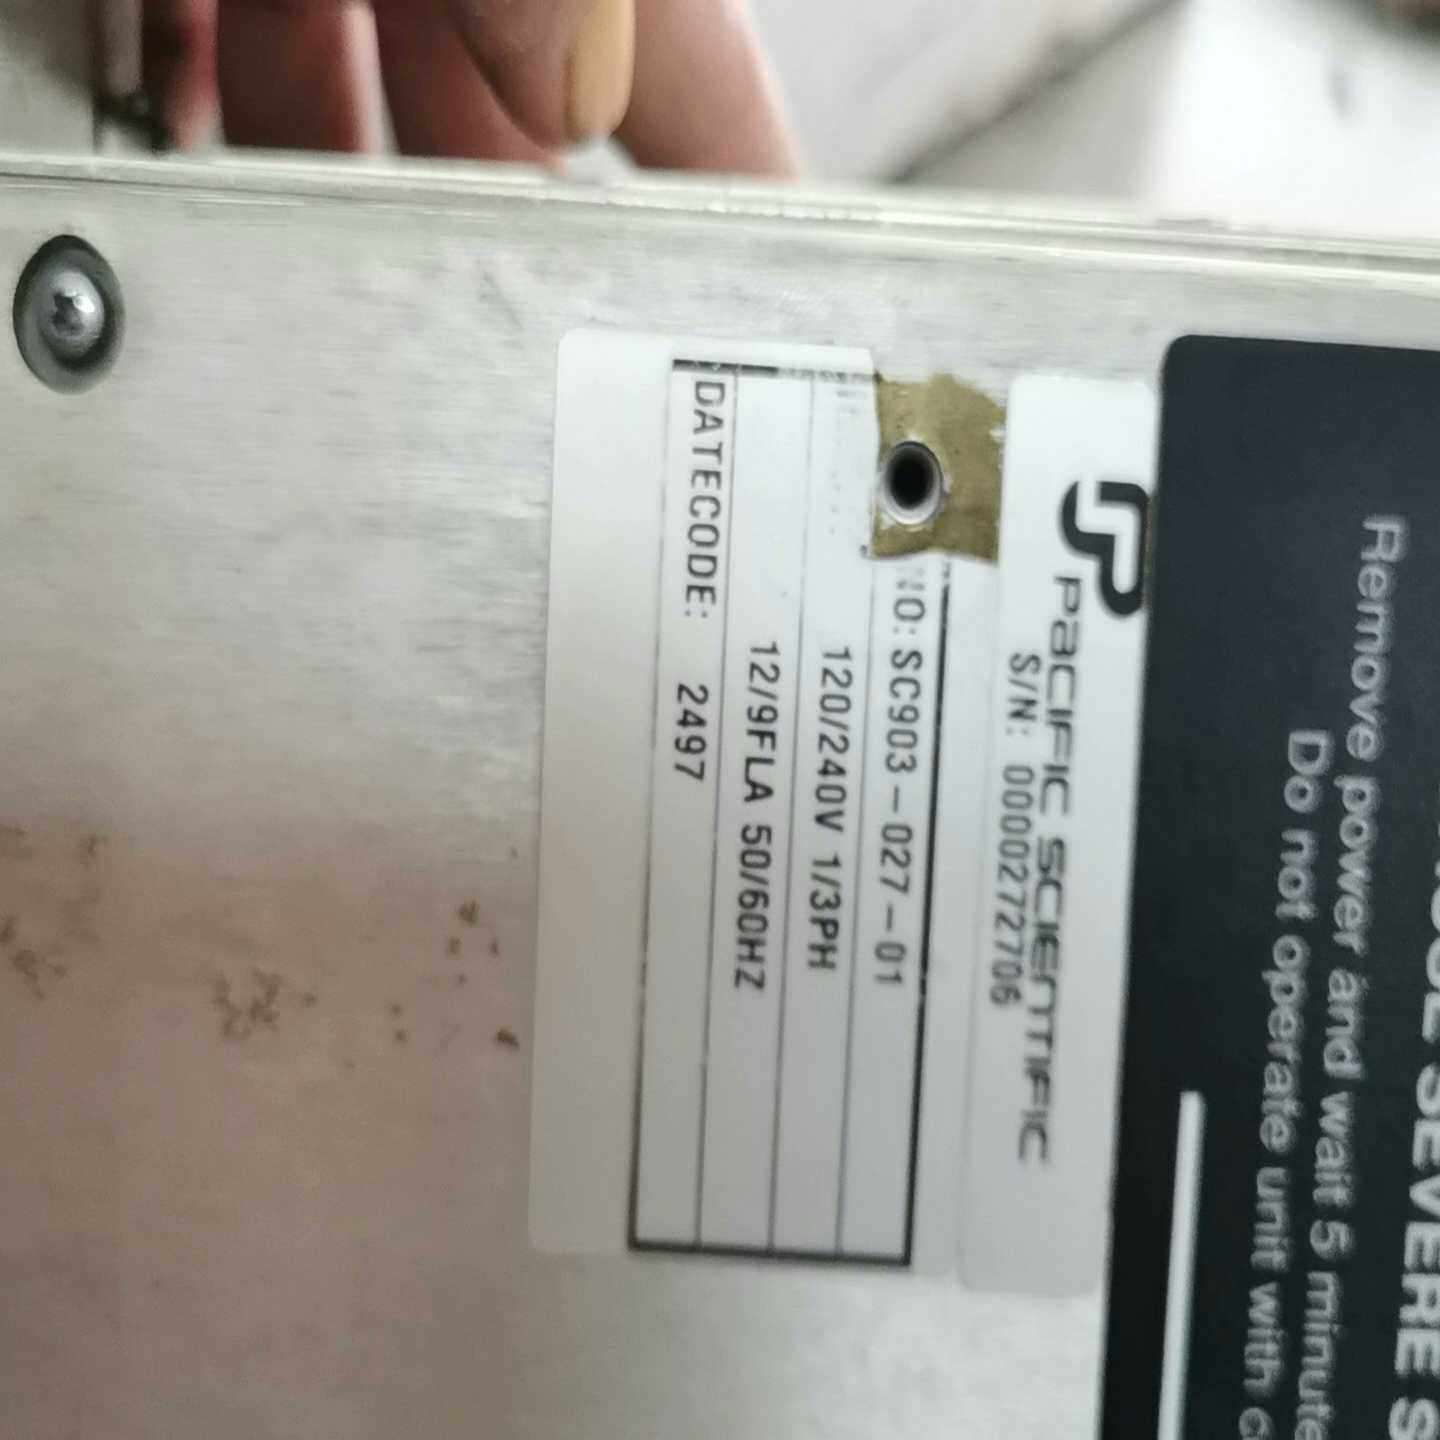 Remove power and wait 5 minute
Do not operate unit with
PACIFIC SCIENTIFIC
S/N: 0000272706
NO: SC903-027-01
120/240V 1/3PH
12/9FLA 50/60HZ
DATECODE: 2497